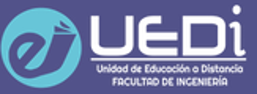 UEDi
Unidad de Educación a Distancia
FACULTAD DE INGENIERÍA